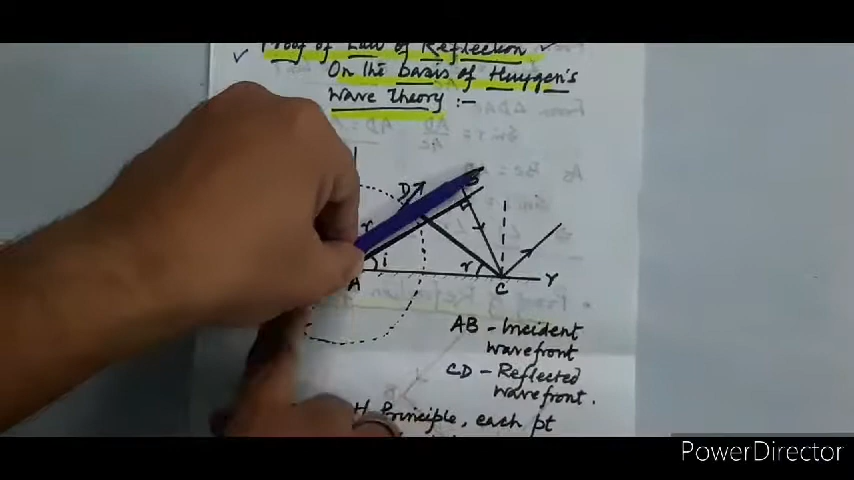 ✓ Proof of Law of Reflection ✓
On the basis of Huygen's
Wave Theory :-
D
B
r
i
r
A
C
Y
AB - Incident
wavefront
CD - Reflected
wavefront.
H Principle, each pt
PowerDirector